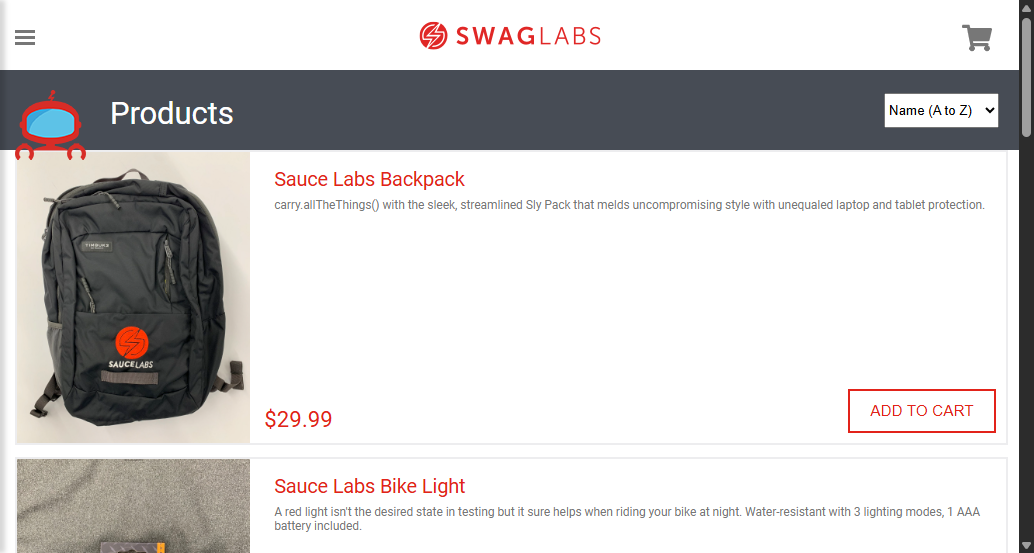 SWAGLABS
Products
Name (A to Z)
TIMBUK2
SAUCELABS
Sauce Labs Backpack
carry.allTheThings() with the sleek, streamlined Sly Pack that melds uncompromising style with unequaled laptop and tablet protection.
$29.99
ADD TO CART
Sauce Labs Bike Light
A red light isn't the desired state in testing but it sure helps when riding your bike at night. Water-resistant with 3 lighting modes, 1 AAA
battery included.